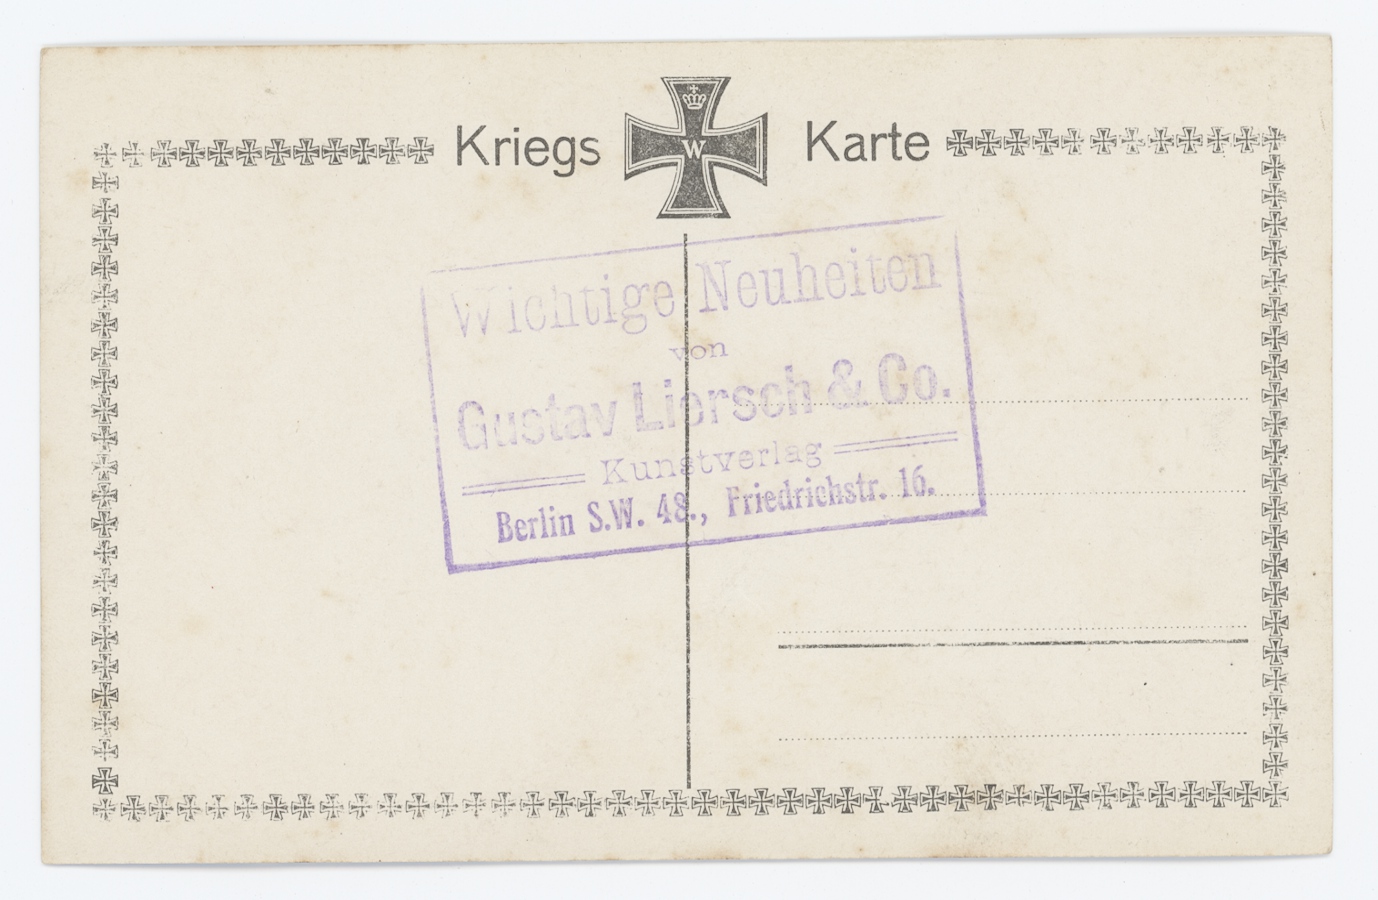 Kriegs Karte
W
Wichtige Neuheiten
von
Gustav Liersch & Co.
Kunstverlag
Berlin S.W. 48., Friedrichstr. 16.